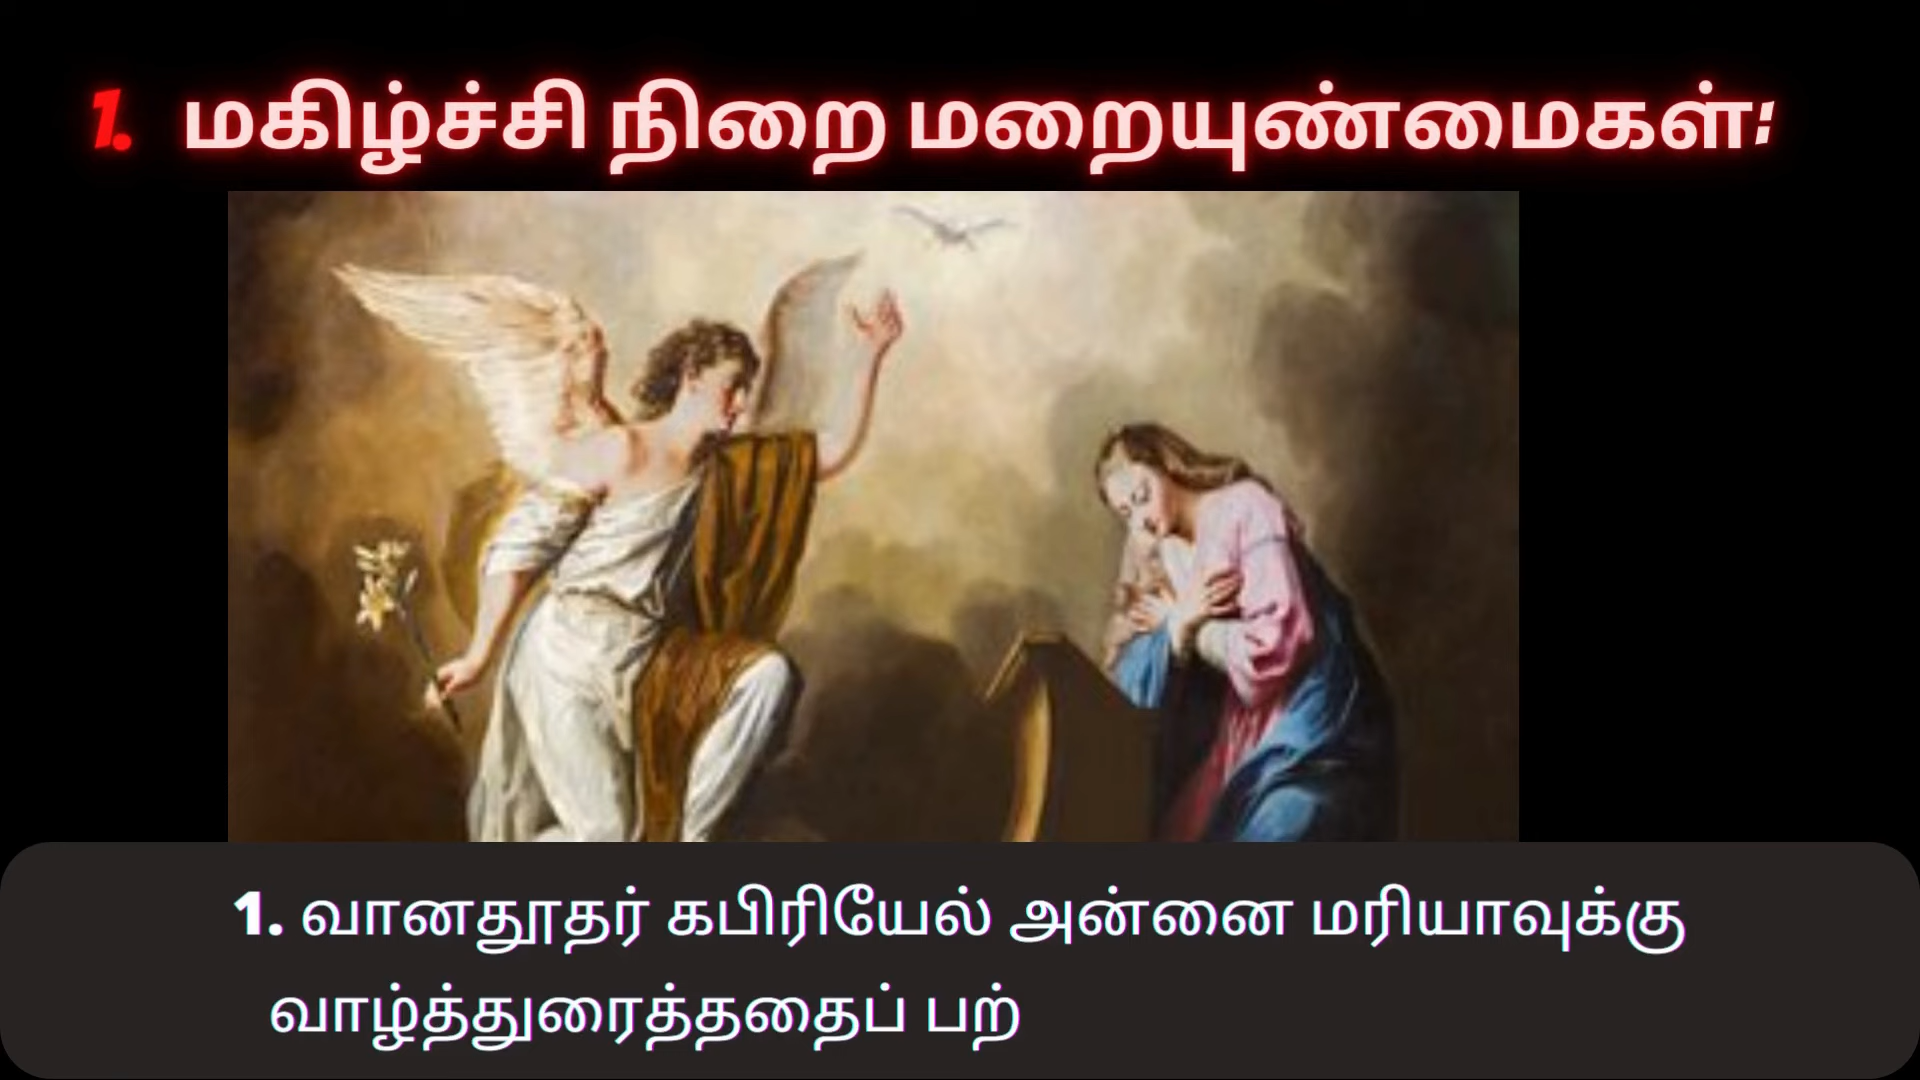 1. மகிழ்ச்சி நிறை மறையுண்மைகள்:
1. வானதூதர் கபிரியேல் அன்னை மரியாவுக்கு
வாழ்த்துரைத்ததைப் பற்